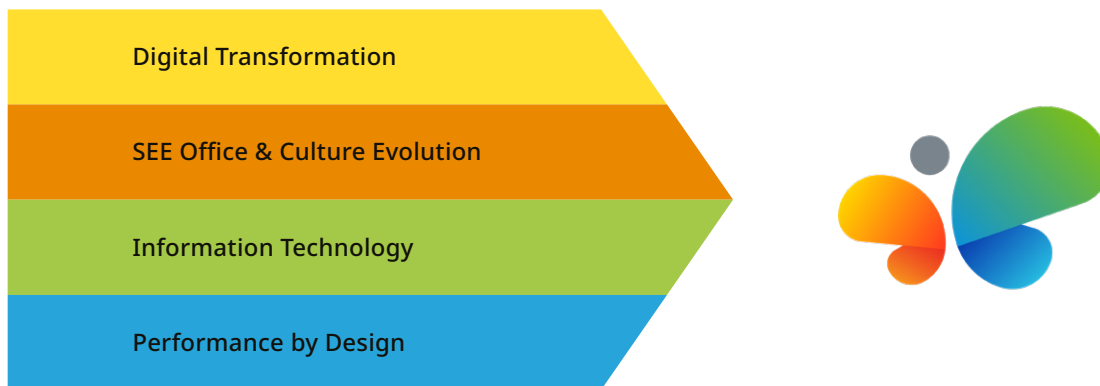 Digital Transformation
SEE Office & Culture Evolution
Information Technology
Performance by Design